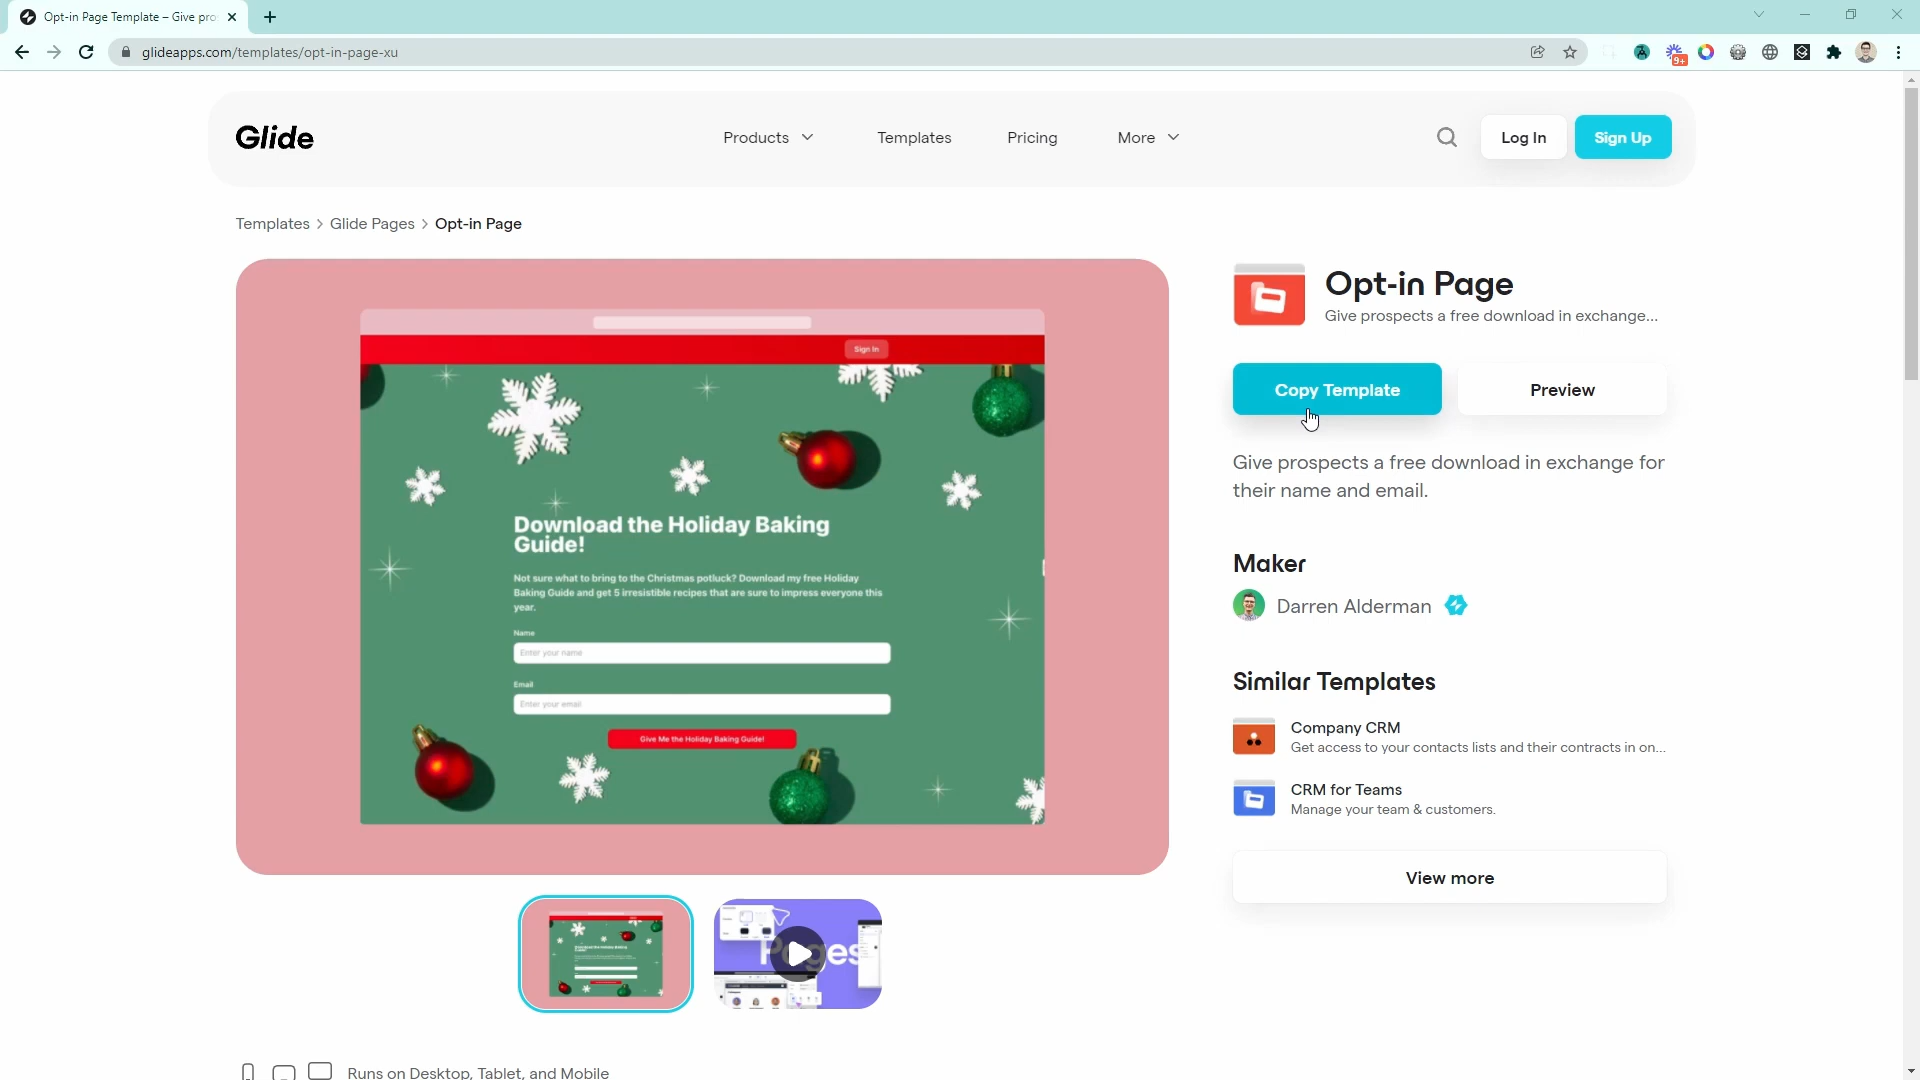 Opt-in Page Template – Give pro
glideapps.com/templates/opt-in-page-xu
9+
Glide
Products
Templates
Pricing
More
Log In
Sign Up
Templates > Glide Pages > Opt-in Page
Sign In
Download the Holiday Baking
Guide!
Not sure what to bring to the Christmas potluck? Download my free Holiday
Baking Guide and get 5 irresistible recipes that are sure to impress everyone this
year.
Name
Enter your name
Email
Enter your email
Give Me the Holiday Baking Guide!
Opt-in Page
Give prospects a free download in exchange...
Copy Template
Preview
Give prospects a free download in exchange for
their name and email.
Maker
Darren Alderman
Similar Templates
Company CRM
Get access to your contacts lists and their contracts in on...
CRM for Teams
Manage your team & customers.
View more
Pages
Runs on Desktop, Tablet, and Mobile